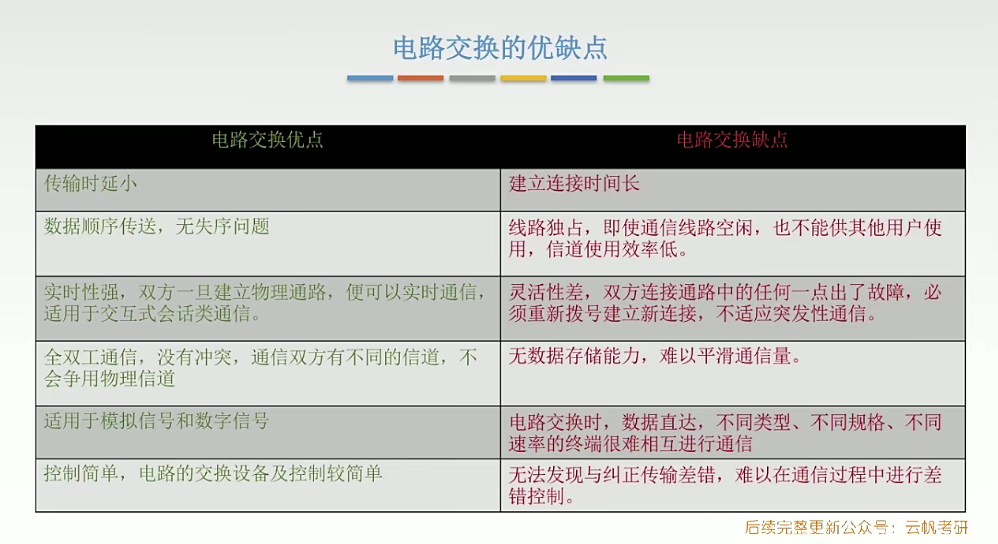 电路交换的优缺点
电路交换优点
电路交换缺点
传输时延小
建立连接时间长
数据顺序传送，无失序问题
线路独占，即使通信线路空闲，也不能供其他用户使
用，信道使用效率低。
实时性强，双方一旦建立物理通路，便可以实时通信，
适用于交互式会话类通信。
灵活性差，双方连接通路中的任何一点出了故障，必
须重新拨号建立新连接，不适应突发性通信。
全双工通信，没有冲突，通信双方有不同的信道，不
会争用物理信道
无数据存储能力，难以平滑通信量。
适用于模拟信号和数字信号
电路交换时，数据直达，不同类型、不同规格、不同
速率的终端很难相互进行通信
控制简单，电路的交换设备及控制较简单
无法发现与纠正传输差错，难以在通信过程中进行差
错控制。
后续完整更新公众号：云帆考研